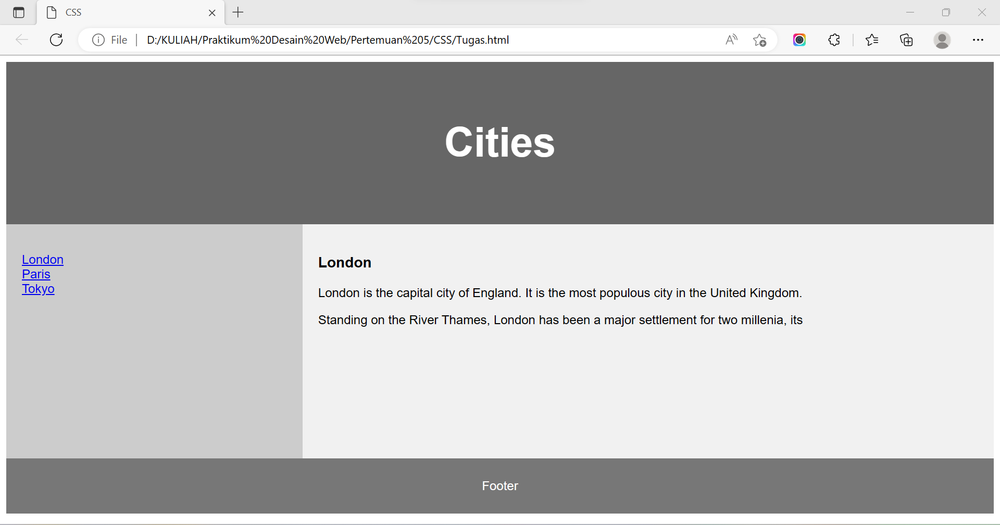 CSS
File
D:/KULIAH/Praktikum%20Desain%20Web/Pertemuan%205/CSS/Tugas.html
Cities
London
Paris
Tokyo
London
London is the capital city of England. It is the most populous city in the United Kingdom.
Standing on the River Thames, London has been a major settlement for two millenia, its
Footer